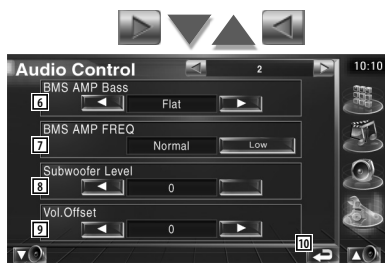 Audio Control 2 10:10
BMS AMP Bass
6 Flat
BMS AMP FREQ
7 Normal Low
Subwoofer Level
8 0
Vol.Offset
9 0
10